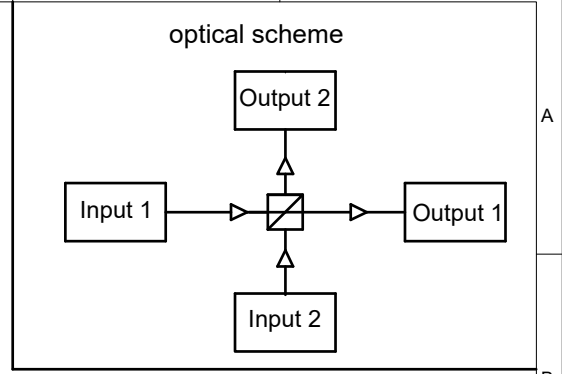 optical scheme
Output 2
A
Input 1
Output 1
Input 2